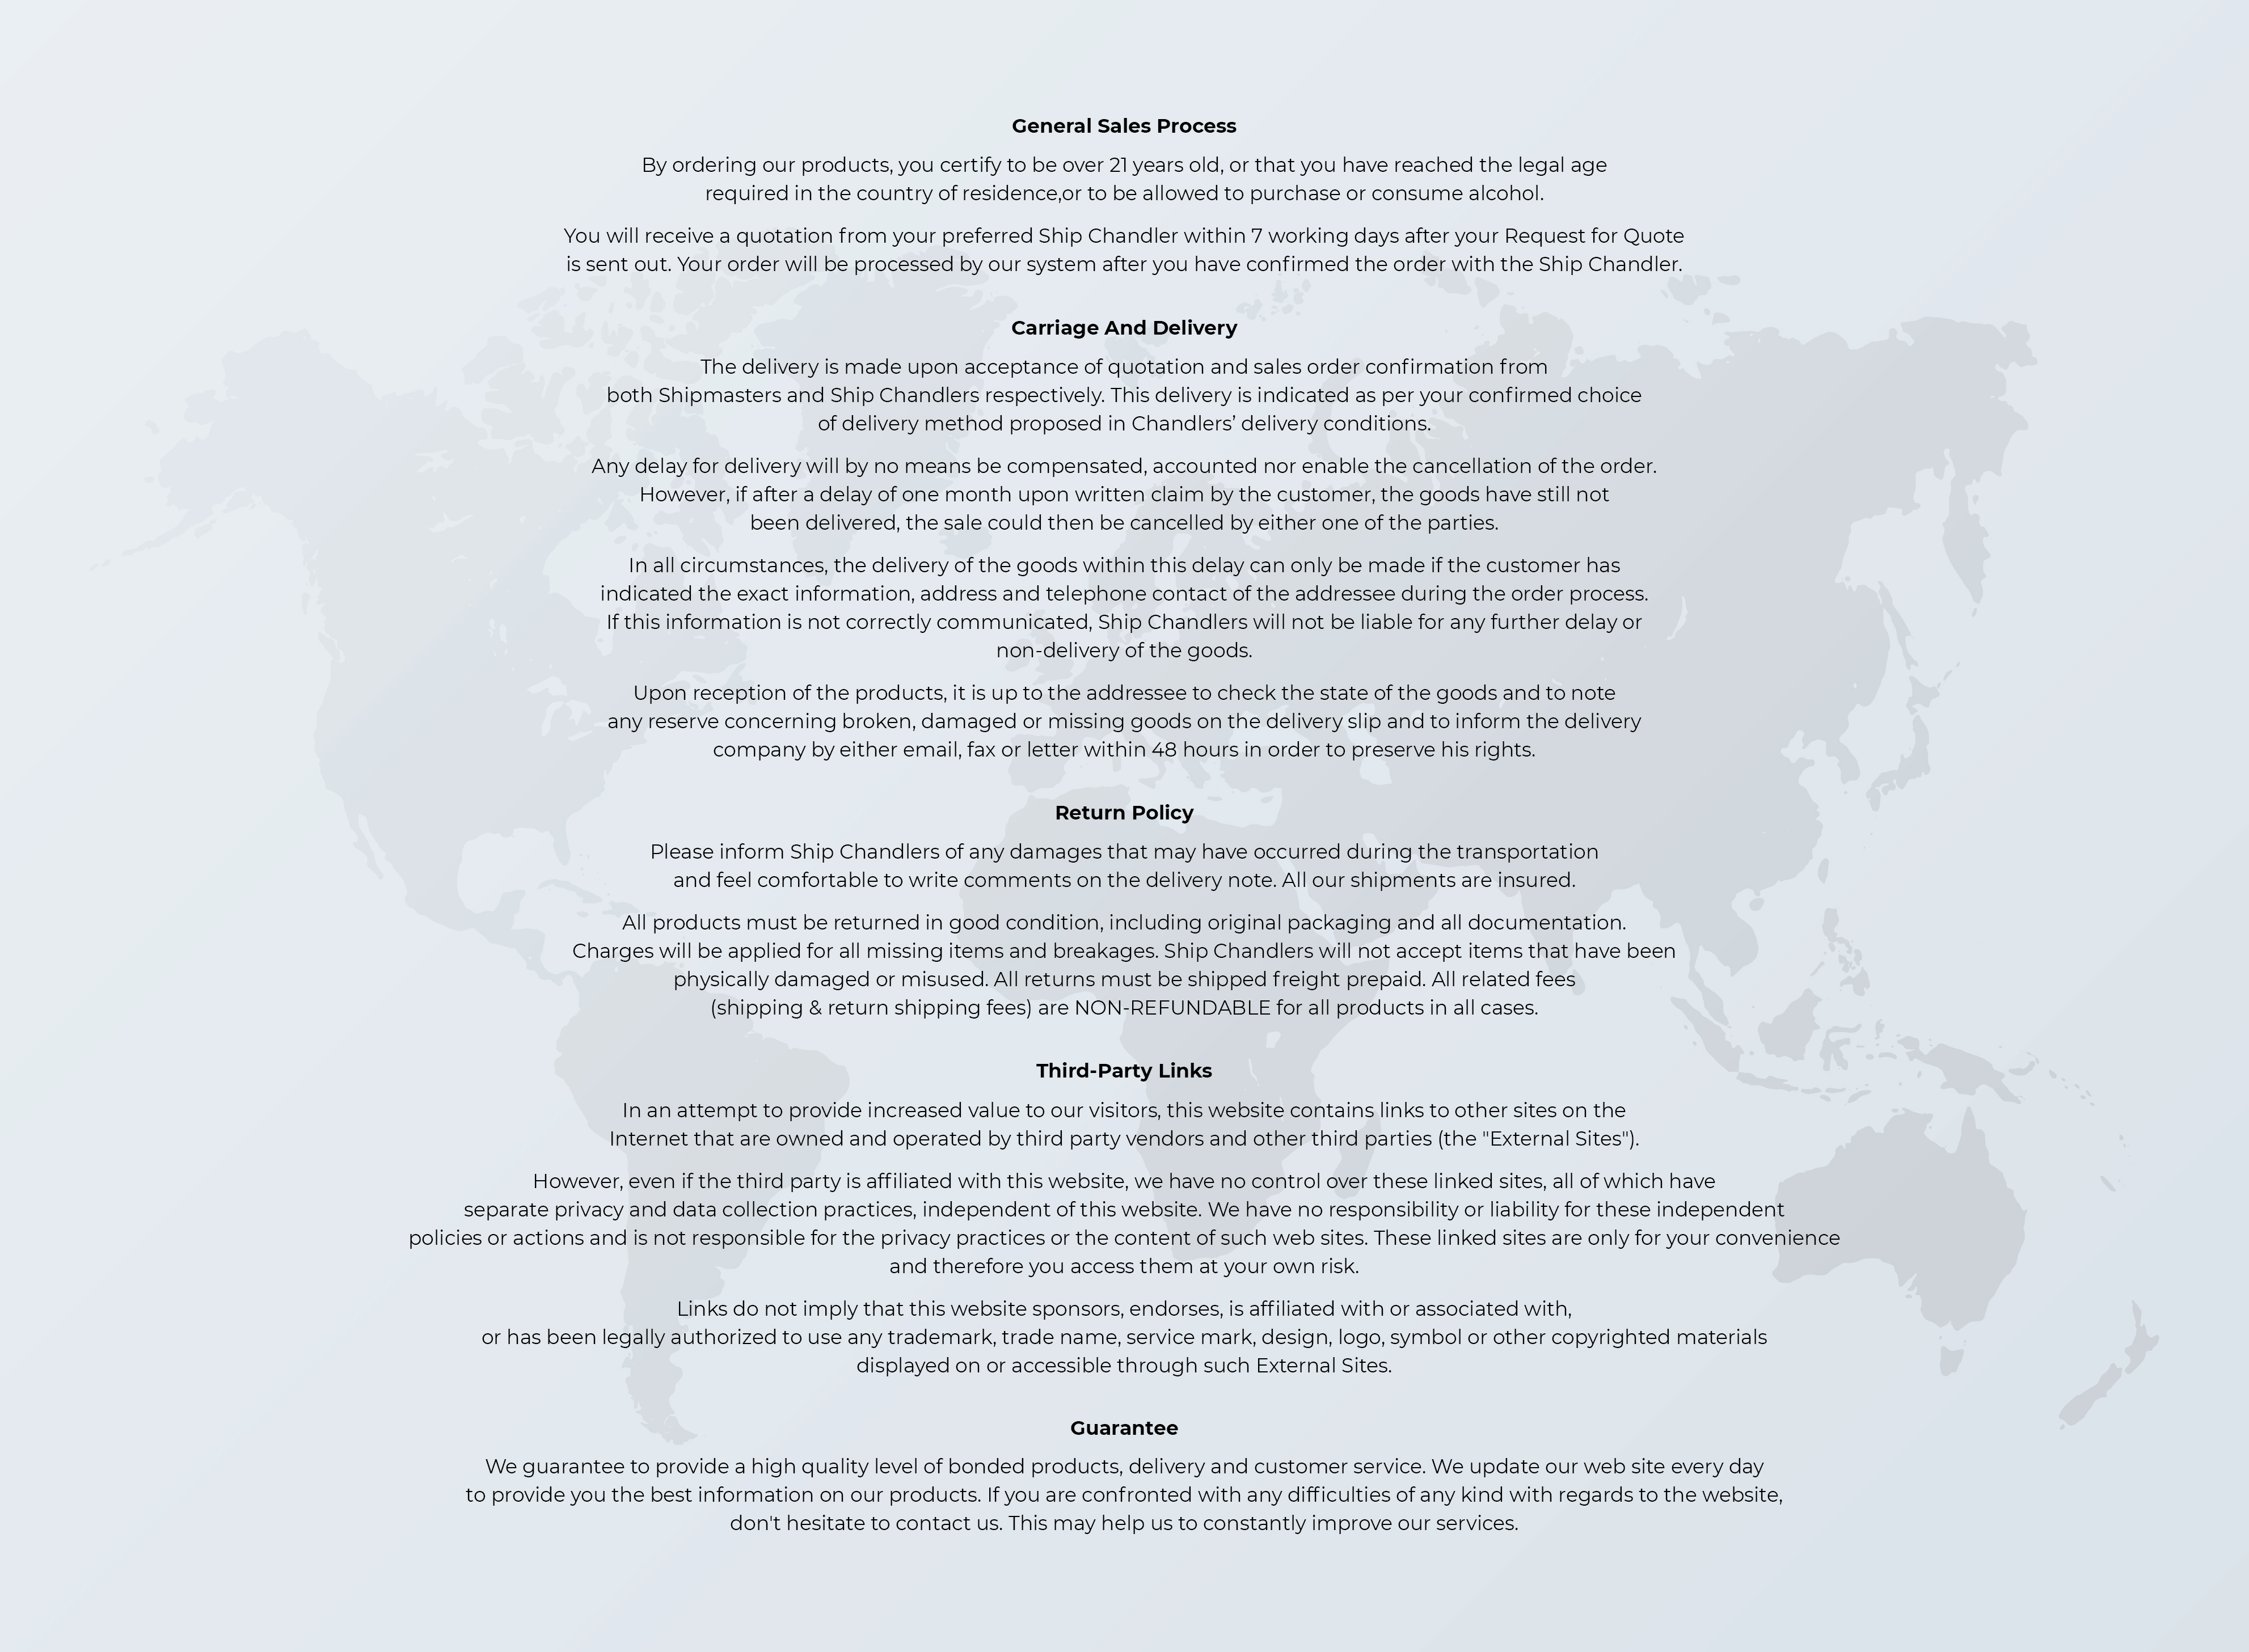 General Sales Process
By ordering our products, you certify to be over 21 years old, or that you have reached the legal age
required in the country of residence,or to be allowed to purchase or consume alcohol.
You will receive a quotation from your preferred Ship Chandler within 7 working days after your Request for Quote
is sent out. Your order will be processed by our system after you have confirmed the order with the Ship Chandler.
Carriage And Delivery
The delivery is made upon acceptance of quotation and sales order confirmation from
both Shipmasters and Ship Chandlers respectively. This delivery is indicated as per your confirmed choice
of delivery method proposed in Chandlers’ delivery conditions.
Any delay for delivery will by no means be compensated, accounted nor enable the cancellation of the order.
However, if after a delay of one month upon written claim by the customer, the goods have still not
been delivered, the sale could then be cancelled by either one of the parties.
In all circumstances, the delivery of the goods within this delay can only be made if the customer has
indicated the exact information, address and telephone contact of the addressee during the order process.
If this information is not correctly communicated, Ship Chandlers will not be liable for any further delay or
non-delivery of the goods.
Upon reception of the products, it is up to the addressee to check the state of the goods and to note
any reserve concerning broken, damaged or missing goods on the delivery slip and to inform the delivery
company by either email, fax or letter within 48 hours in order to preserve his rights.
Return Policy
Please inform Ship Chandlers of any damages that may have occurred during the transportation
and feel comfortable to write comments on the delivery note. All our shipments are insured.
All products must be returned in good condition, including original packaging and all documentation.
Charges will be applied for all missing items and breakages. Ship Chandlers will not accept items that have been
physically damaged or misused. All returns must be shipped freight prepaid. All related fees
(shipping & return shipping fees) are NON-REFUNDABLE for all products in all cases.
Third-Party Links
In an attempt to provide increased value to our visitors, this website contains links to other sites on the
Internet that are owned and operated by third party vendors and other third parties (the "External Sites").
However, even if the third party is affiliated with this website, we have no control over these linked sites, all of which have
separate privacy and data collection practices, independent of this website. We have no responsibility or liability for these independent
policies or actions and is not responsible for the privacy practices or the content of such web sites. These linked sites are only for your convenience
and therefore you access them at your own risk.
Links do not imply that this website sponsors, endorses, is affiliated with or associated with,
or has been legally authorized to use any trademark, trade name, service mark, design, logo, symbol or other copyrighted materials
displayed on or accessible through such External Sites.
Guarantee
We guarantee to provide a high quality level of bonded products, delivery and customer service. We update our web site every day
to provide you the best information on our products. If you are confronted with any difficulties of any kind with regards to the website,
don't hesitate to contact us. This may help us to constantly improve our services.